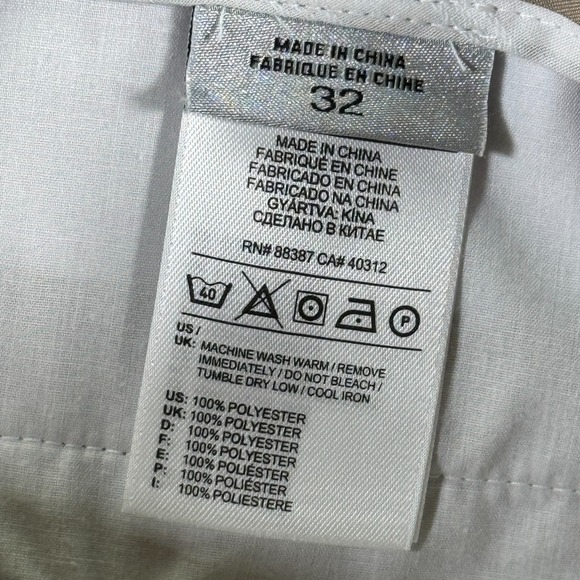 MADE IN CHINA
FABRIQUE EN CHINE
32
MADE IN CHINA
FABRIQUÉ EN CHINE
FABRICADO EN CHINA
FABRICADO NA CHINA
GYÁRTVA: KÍNA
СДЕЛАНО В КИТАЕ
RN# 88387 CA# 40312
40 P
US /
UK: MACHINE WASH WARM / REMOVE
IMMEDIATELY / DO NOT BLEACH /
TUMBLE DRY LOW / COOL IRON
US: 100% POLYESTER
UK: 100% POLYESTER
D: 100% POLYESTER
F: 100% POLYESTER
E: 100% POLIÉSTER
P: 100% POLIÉSTER
I: 100% POLIESTERE